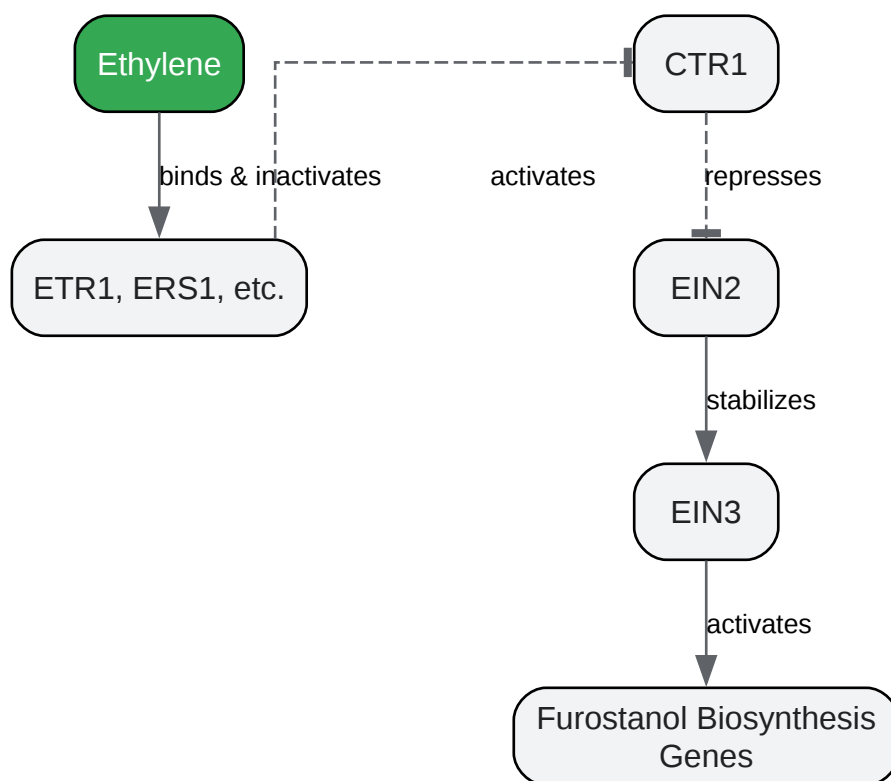 Ethylene
CTR1
binds & inactivates
activates
represses
ETR1, ERS1, etc.
EIN2
stabilizes
EIN3
activates
Furostanol Biosynthesis
Genes